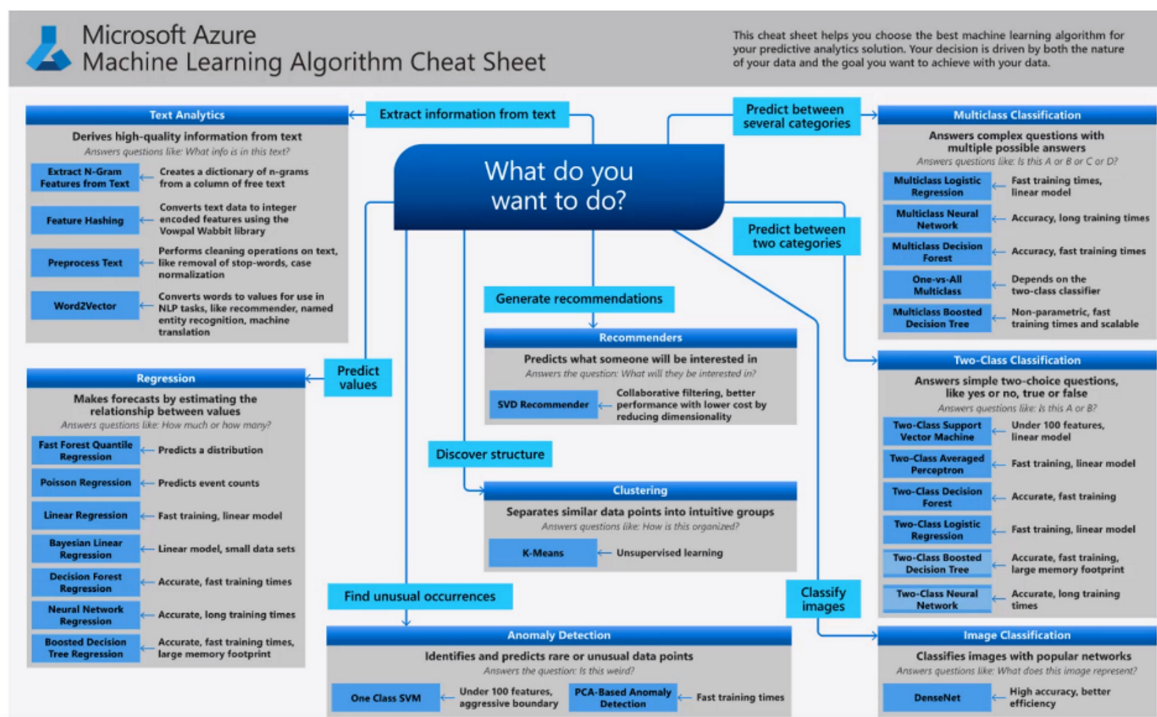 Microsoft Azure
Machine Learning Algorithm Cheat Sheet
This cheat sheet helps you choose the best machine learning algorithm for
your predictive analytics solution. Your decision is driven by both the nature
of your data and the goal you want to achieve with your data.
What do you
want to do?
Extract information from text
Text Analytics
Derives high-quality information from text
Answers questions like: What info is in this text?
Extract N-Gram
Features from Text
Creates a dictionary of n-grams
from a column of free text
Feature Hashing
Converts text data to integer
encoded features using the
Vowpal Wabbit library
Preprocess Text
Performs cleaning operations on text,
like removal of stop-words, case
normalization
Word2Vector
Converts words to values for use in
NLP tasks, like recommender, named
entity recognition, machine
translation
Predict
values
Regression
Makes forecasts by estimating the
relationship between values
Answers questions like: How much or how many?
Fast Forest Quantile
Regression
Predicts a distribution
Poisson Regression
Predicts event counts
Linear Regression
Fast training, linear model
Bayesian Linear
Regression
Linear model, small data sets
Decision Forest
Regression
Accurate, fast training times
Neural Network
Regression
Accurate, long training times
Boosted Decision
Tree Regression
Accurate, fast training times,
large memory footprint
Generate recommendations
Recommenders
Predicts what someone will be interested in
Answers the question: What will they be interested in?
SVD Recommender
Collaborative filtering, better
performance with lower cost by
reducing dimensionality
Discover structure
Clustering
Separates similar data points into intuitive groups
Answers questions like: How is this organized?
K-Means
Unsupervised learning
Find unusual occurrences
Anomaly Detection
Identifies and predicts rare or unusual data points
Answers the question: Is this weird?
One Class SVM
Under 100 features,
aggressive boundary
PCA-Based Anomaly
Detection
Fast training times
Predict between
several categories
Multiclass Classification
Answers complex questions with
multiple possible answers
Answers questions like: Is this A or B or C or D?
Multiclass Logistic
Regression
Fast training times,
linear model
Multiclass Neural
Network
Accuracy, long training times
Multiclass Decision
Forest
Accuracy, fast training times
One-vs-All
Multiclass
Depends on the
two-class classifier
Multiclass Boosted
Decision Tree
Non-parametric, fast
training times and scalable
Predict between
two categories
Two-Class Classification
Answers simple two-choice questions,
like yes or no, true or false
Answers questions like: Is this A or B?
Two-Class Support
Vector Machine
Under 100 features,
linear model
Two-Class Averaged
Perceptron
Fast training, linear model
Two-Class Decision
Forest
Accurate, fast training
Two-Class Logistic
Regression
Fast training, linear model
Two-Class Boosted
Decision Tree
Accurate, fast training,
large memory footprint
Two-Class Neural
Network
Accurate, long training
times
Classify
images
Image Classification
Classifies images with popular networks
Answers questions like: What does this image represent?
DenseNet
High accuracy, better
efficiency